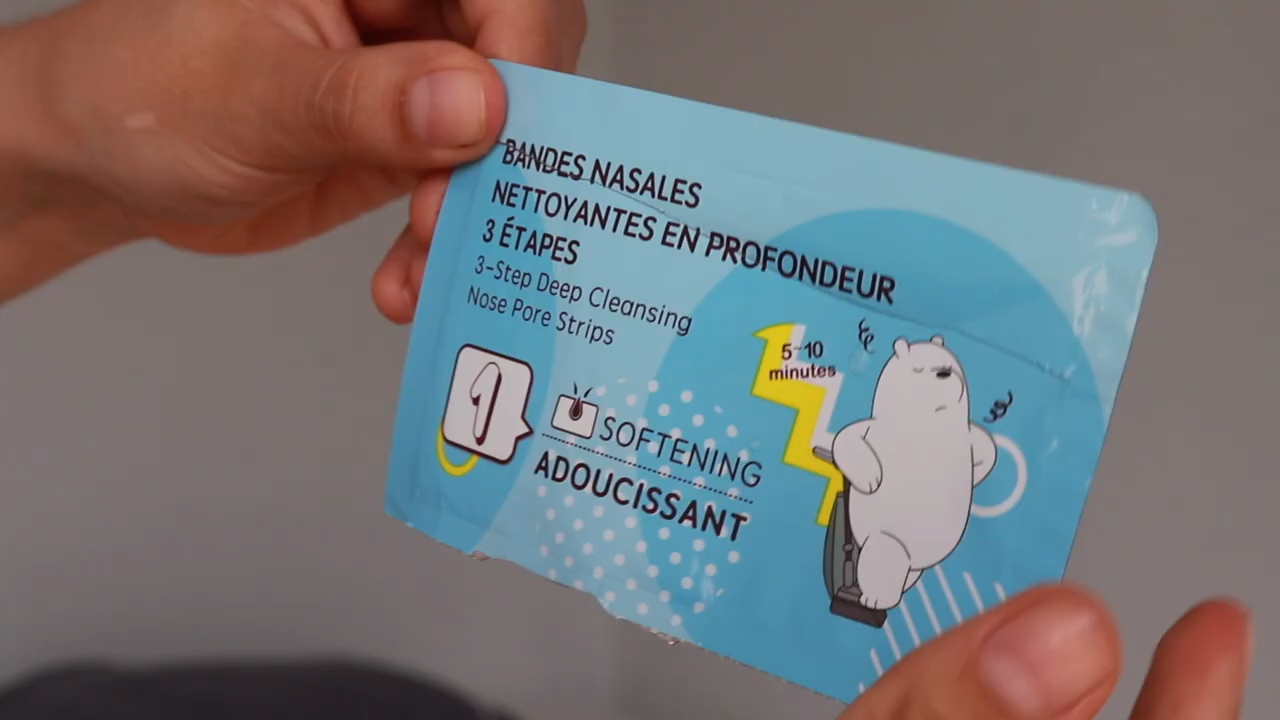 BANDES NASALES
NETTOYANTES EN PROFONDEUR
3 ÉTAPES
3-Step Deep Cleansing
Nose Pore Strips
5-10
minutes
1
SOFTENING
ADOUCISSANT